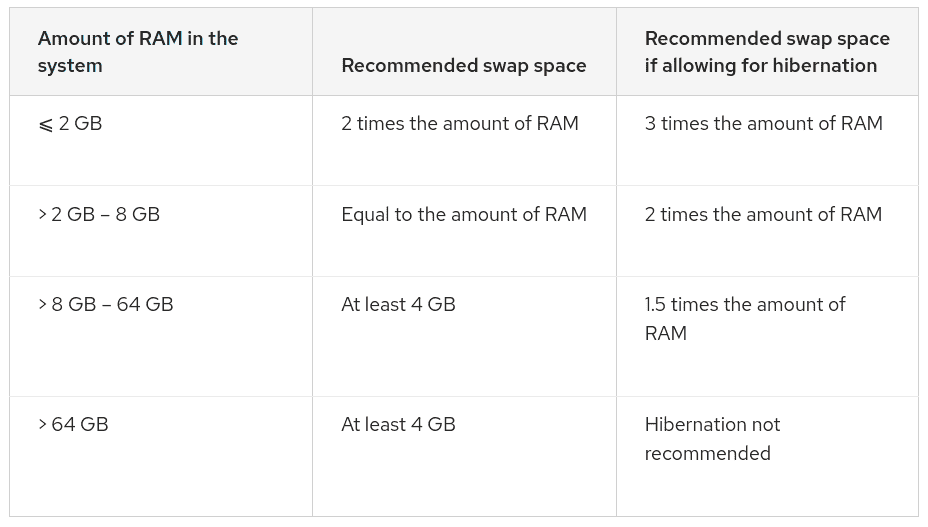 Amount of RAM in the
system
Recommended swap space
Recommended swap space
if allowing for hibernation
⩽ 2 GB
2 times the amount of RAM
3 times the amount of RAM
> 2 GB – 8 GB
Equal to the amount of RAM
2 times the amount of RAM
> 8 GB – 64 GB
At least 4 GB
1.5 times the amount of
RAM
> 64 GB
At least 4 GB
Hibernation not
recommended